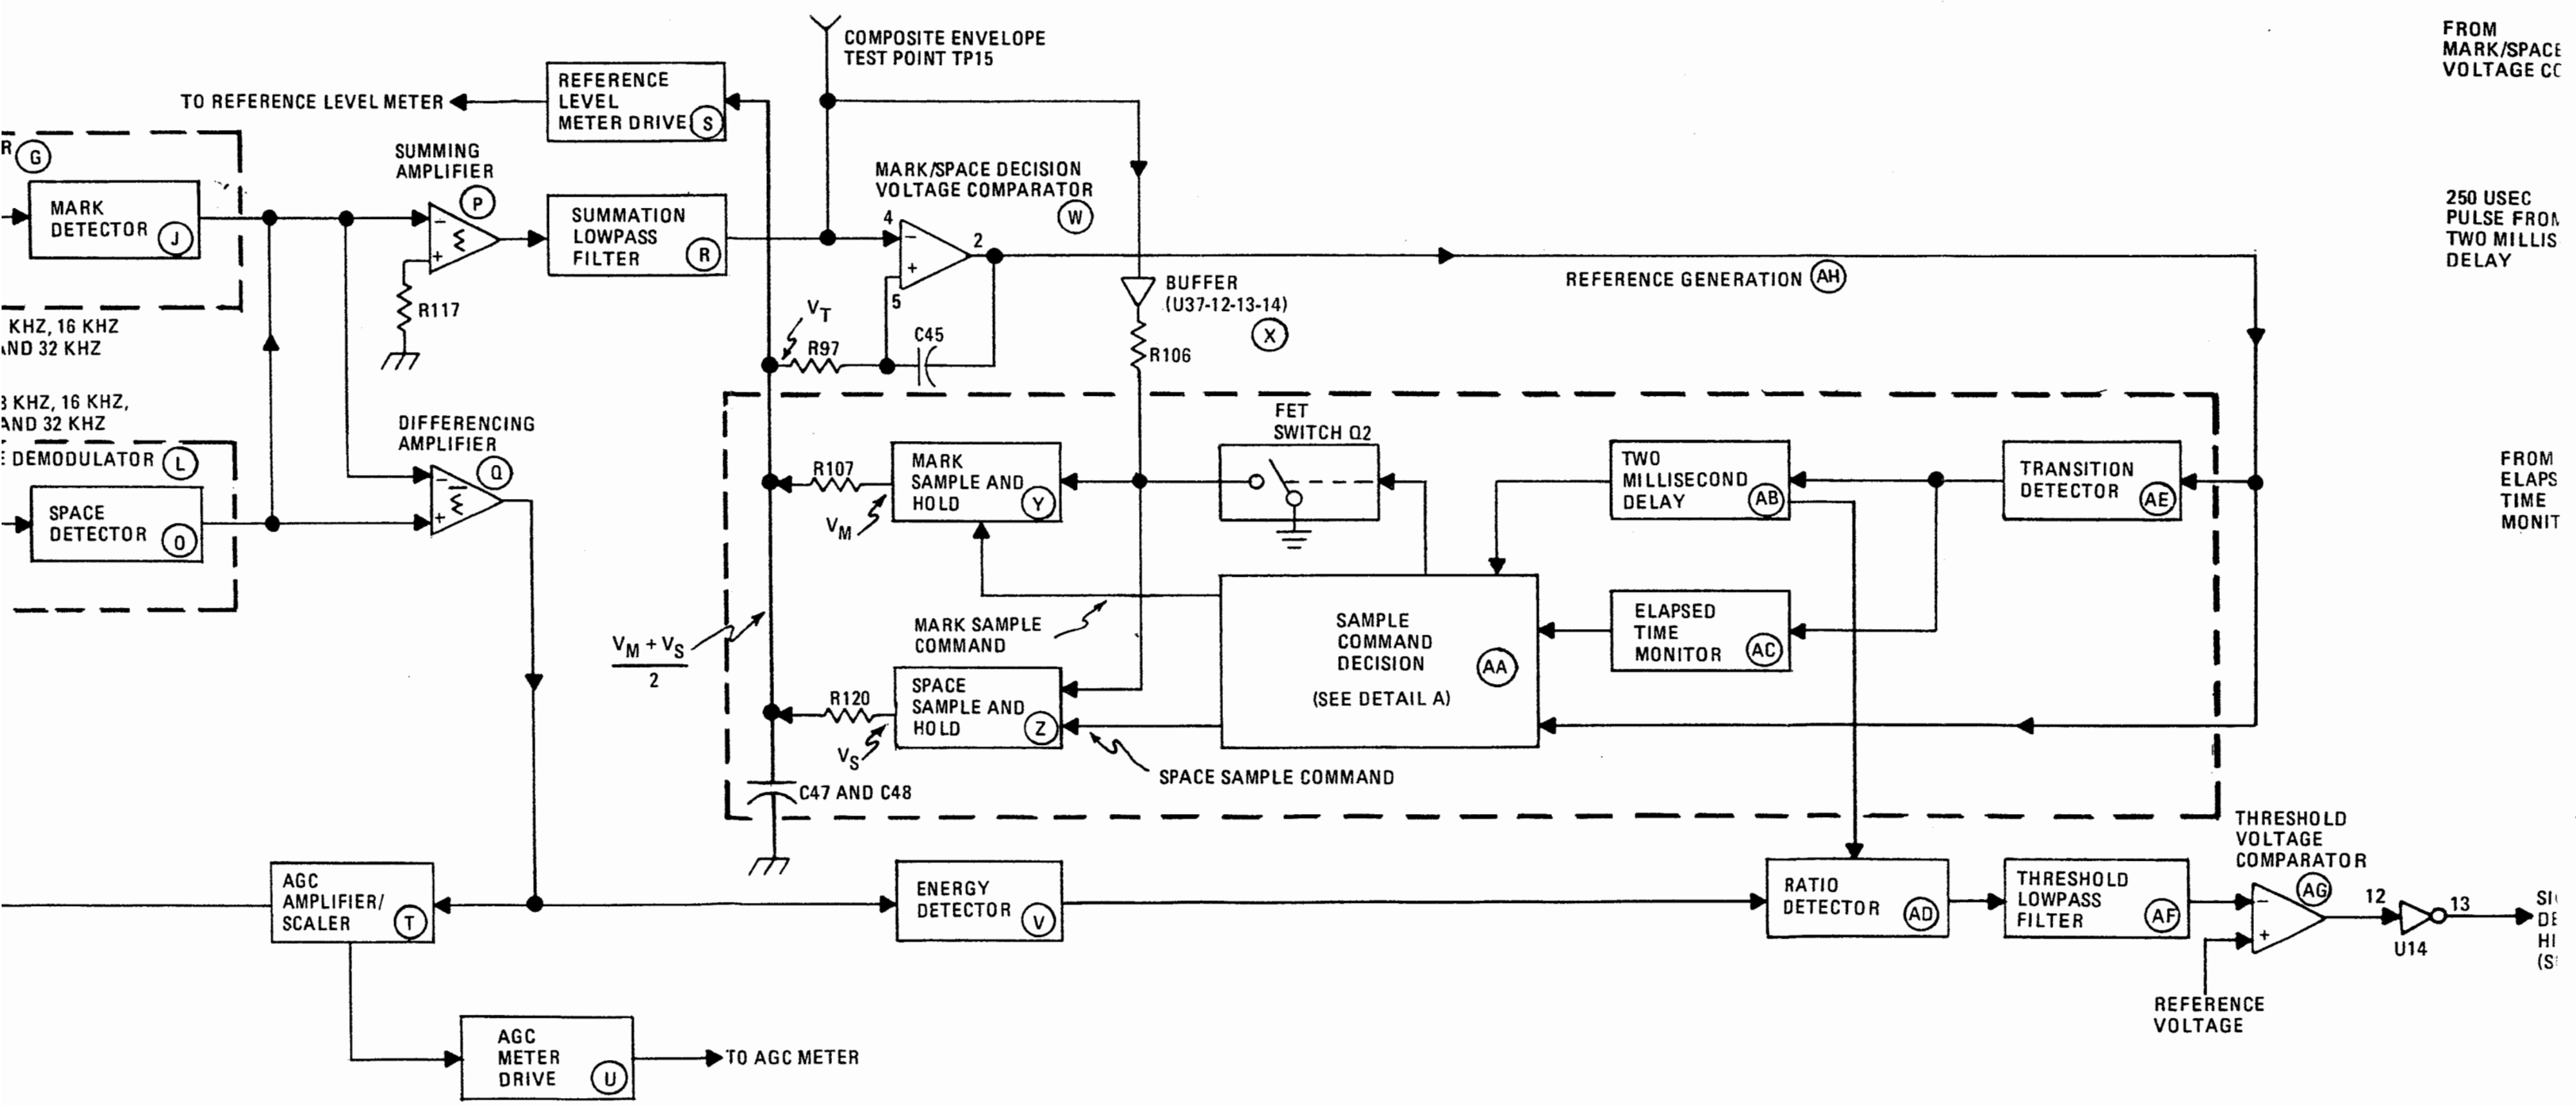 COMPOSITE ENVELOPE
TEST POINT TP15
FROM
MARK/SPACE
VOLTAGE
TO REFERENCE LEVEL METER
REFERENCE
LEVEL
METER DRIVE
S
R
G
MARK
DETECTOR
J
SUMMING
AMPLIFIER
P
−
+
Σ
R117
SUMMATION
LOWPASS
FILTER
R
MARK/SPACE DECISION
VOLTAGE COMPARATOR
W
4
−
2
+
5
VT
R97
C45
BUFFER
(U37-12-13-14)
X
R106
REFERENCE GENERATION
AH
250 USEC
PULSE FROM
TWO MILLIS
DELAY
KHZ, 16 KHZ
AND 32 KHZ
KHZ, 16 KHZ,
AND 32 KHZ
DEMODULATOR
L
SPACE
DETECTOR
O
DIFFERENCING
AMPLIFIER
Q
−
+
Σ
FET
SWITCH Q2
R107
VM
MARK
SAMPLE AND
HOLD
Y
TWO
MILLISECOND
DELAY
AB
TRANSITION
DETECTOR
AE
FROM
ELAPS
TIME
MONIT
MARK SAMPLE
COMMAND
SAMPLE
COMMAND
DECISION
(SEE DETAIL A)
AA
ELAPSED
TIME
MONITOR
AC
VM + VS
2
R120
VS
SPACE
SAMPLE AND
HOLD
Z
SPACE SAMPLE COMMAND
C47 AND C48
AGC
AMPLIFIER/
SCALER
T
ENERGY
DETECTOR
V
RATIO
DETECTOR
AD
THRESHOLD
LOWPASS
FILTER
AF
THRESHOLD
VOLTAGE
COMPARATOR
AG
−
+
12
13
U14
REFERENCE
VOLTAGE
AGC
METER
DRIVE
U
TO AGC METER